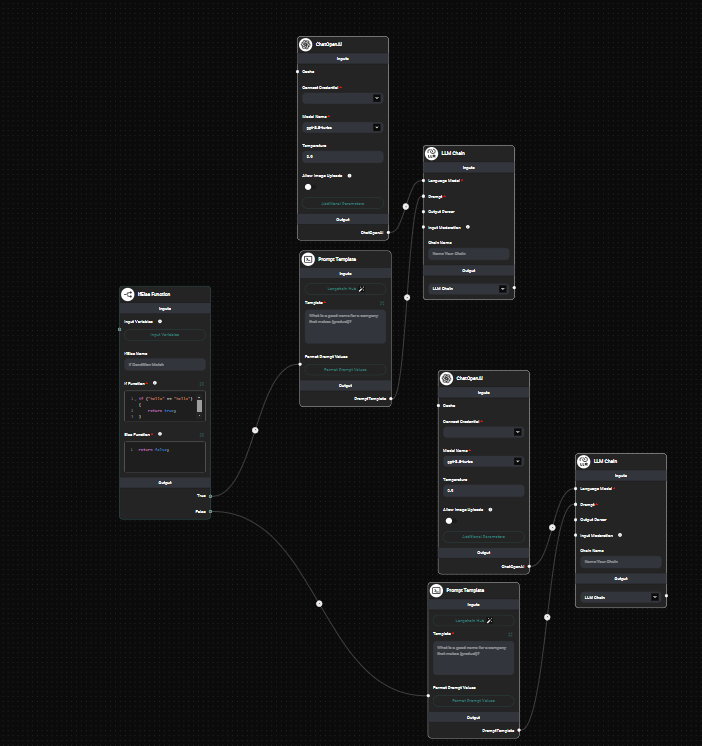 ChatOpenAI
Inputs
Cache
Connect Credential *
Model Name *
gpt-3.5-turbo
Temperature
0.9
Allow Image Uploads
Additional Parameters
Output
ChatOpenAI
LLM Chain
Inputs
Language Model *
Prompt *
Output Parser
Input Moderation
Chain Name
Name Your Chain
Output
LLM Chain
Prompt Template
Inputs
Langchain Hub
Template *
What is a good name for a company
that makes {product}?
Format Prompt Values
Format Prompt Values
Output
PromptTemplate
IfElse Function
Inputs
Input Variables
Input Variables
IfElse Name
If Condition Match
If Function *
1 if ("hello" == "hello")
{
2 return true;
3 }
Else Function *
1 return false;
Output
True
False
ChatOpenAI
Inputs
Cache
Connect Credential *
Model Name *
gpt-3.5-turbo
Temperature
0.9
Allow Image Uploads
Additional Parameters
Output
ChatOpenAI
LLM Chain
Inputs
Language Model *
Prompt *
Output Parser
Input Moderation
Chain Name
Name Your Chain
Output
LLM Chain
Prompt Template
Inputs
Langchain Hub
Template *
What is a good name for a company
that makes {product}?
Format Prompt Values
Format Prompt Values
Output
PromptTemplate